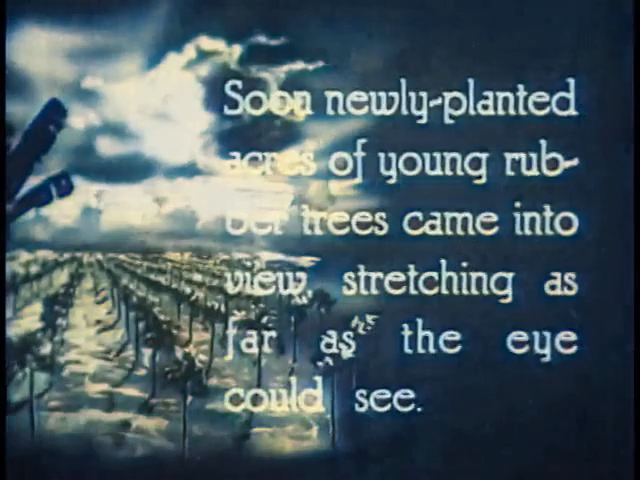 Soon newly-planted
acres of young rub-
ber trees came into
view, stretching as
far as the eye
could see.